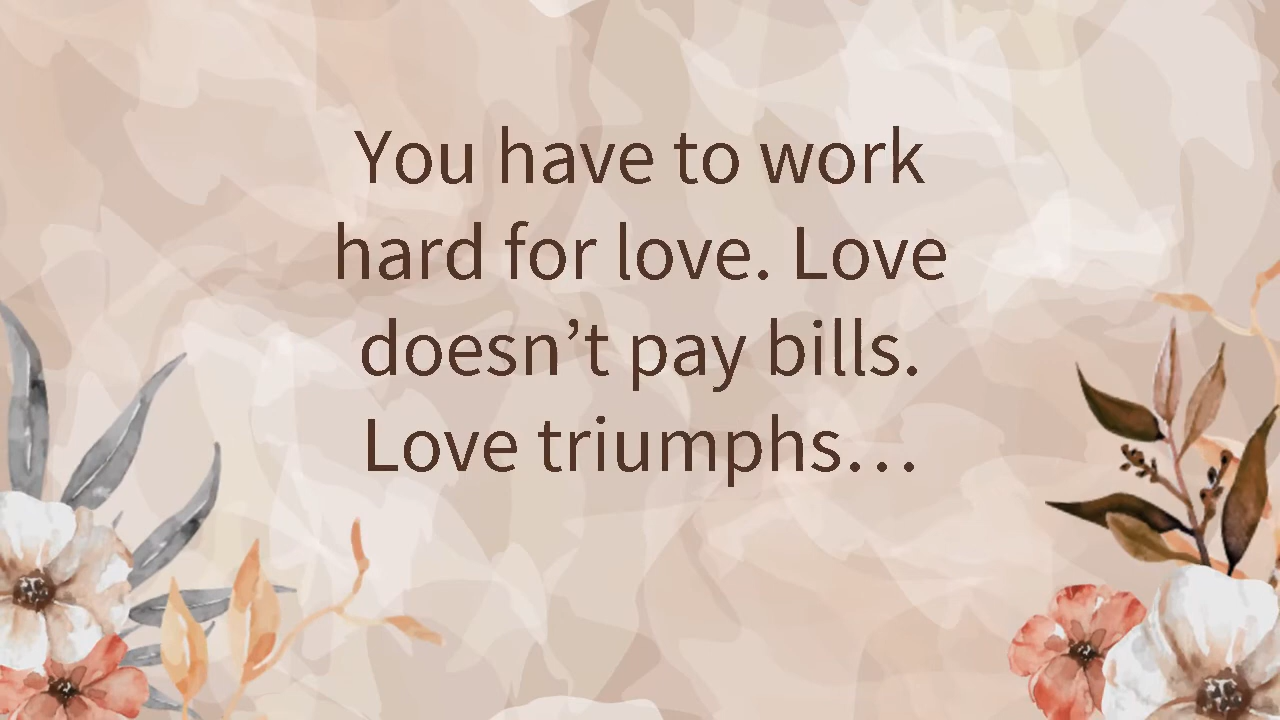 You have to work
hard for love. Love
doesn’t pay bills.
Love triumphs…